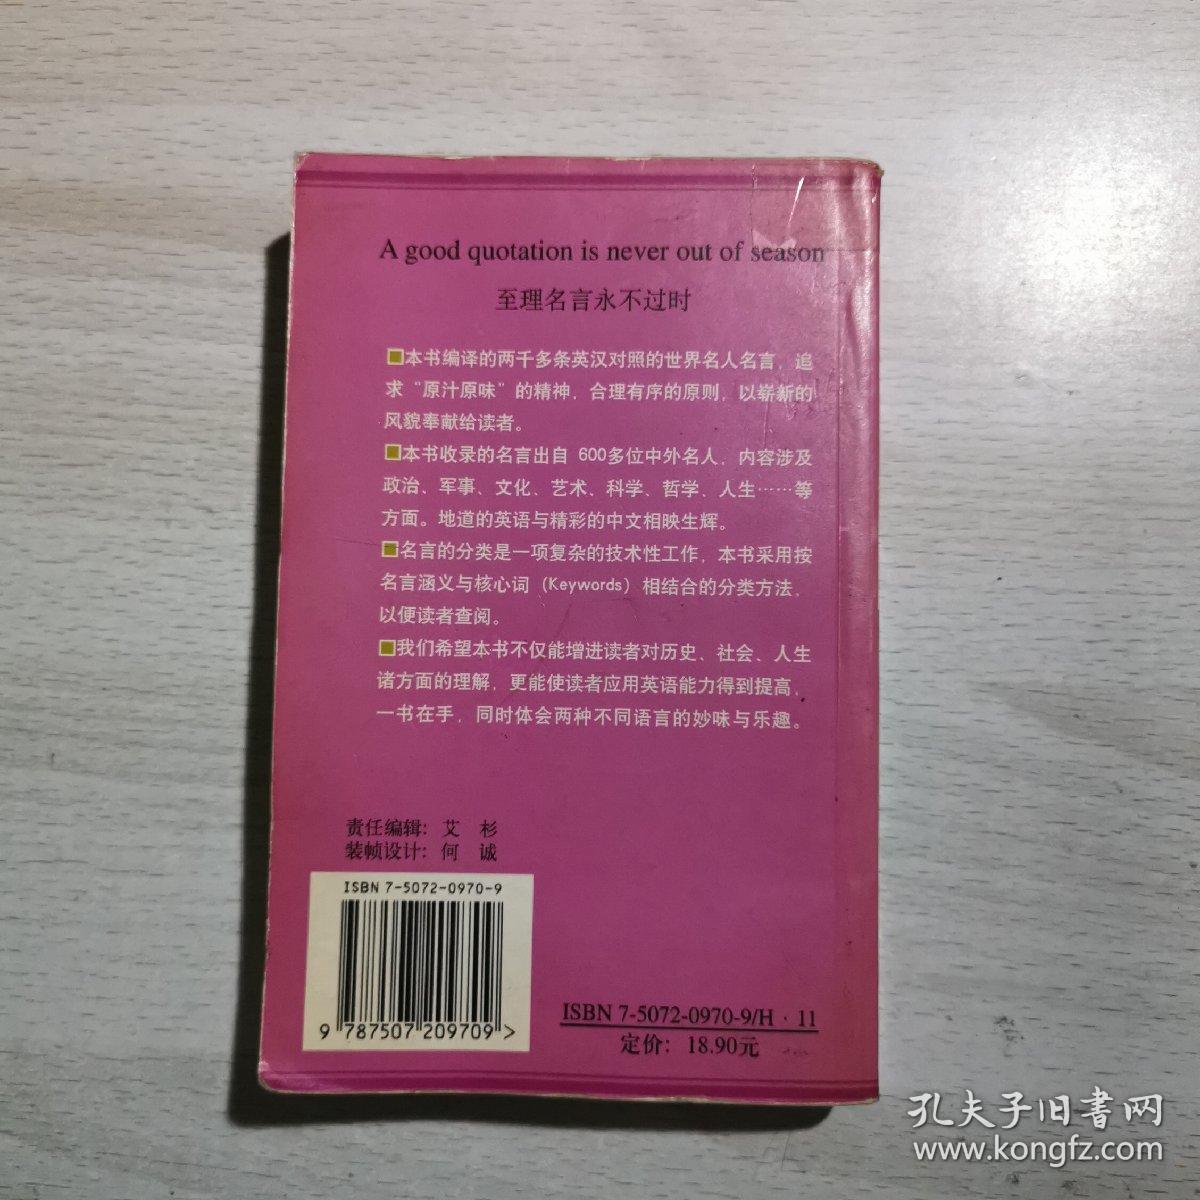 A good quotation is never out of season
至理名言永不过时
本书编译的两千多条英汉对照的世界名人名言，追
求“原汁原味”的精神，合理有序的原则，以崭新的
风貌奉献给读者。
本书收录的名言出自 600多位中外名人，内容涉及
政治、军事、文化、艺术、科学、哲学、人生……等
方面。地道的英语与精彩的中文相映生辉。
名言的分类是一项复杂的技术性工作，本书采用按
名言涵义与核心词（Keywords）相结合的分类方法，
以便读者查阅。
我们希望本书不仅能增进读者对历史、社会、人生
诸方面的理解，更能使读者应用英语能力得到提高，
一书在手，同时体会两种不同语言的妙味与乐趣。
责任编辑：艾 杉
装帧设计：何 诚
ISBN 7-5072-0970-9
9 787507 209709 >
ISBN 7-5072-0970-9/H·11
定价：18.90元
孔夫子旧書网
www.kongfz.com